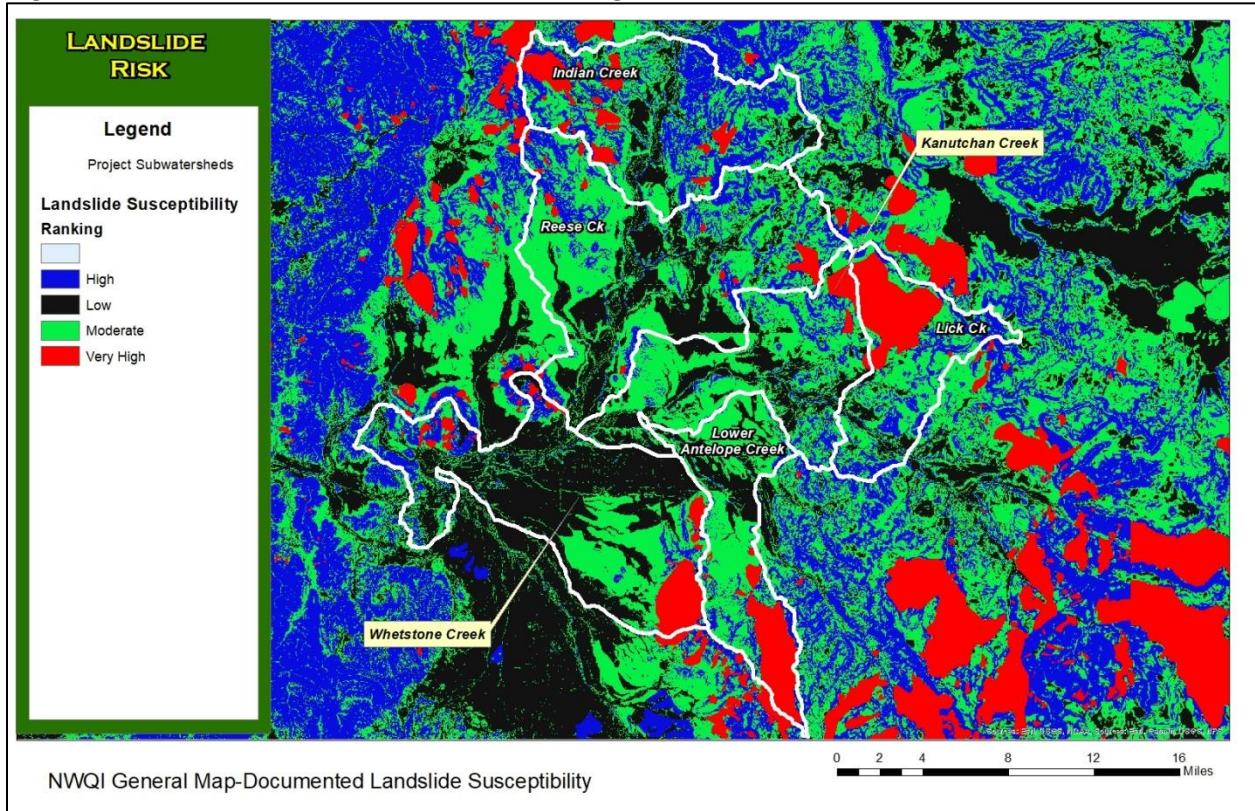 LANDSLIDE
RISK
Legend
Project Subwatersheds
Landslide Susceptibility
Ranking
High
Low
Moderate
Very High
Indian Creek
Kanutchan Creek
Reese Ck
Lick Ck
Lower
Antelope Creek
Whetstone Creek
NWQI General Map-Documented Landslide Susceptibility
0 2 4 8 12 16
Miles